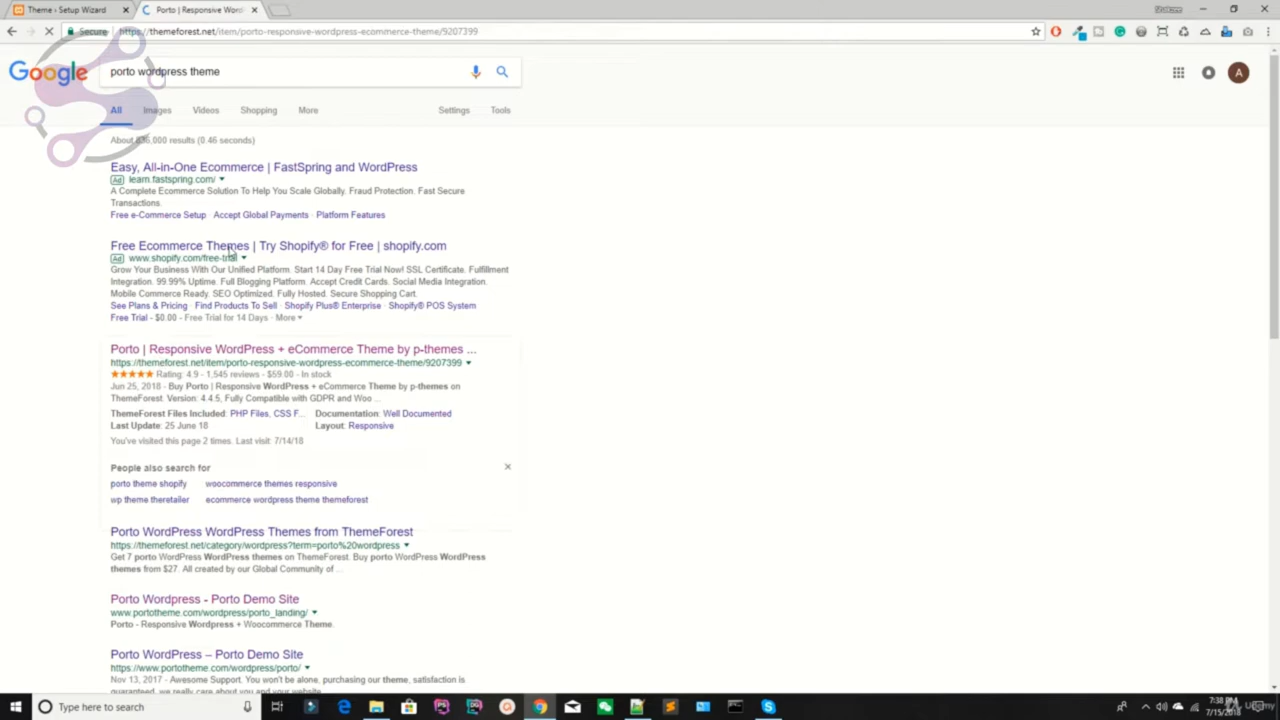 Theme › Setup Wizard
Porto | Responsive Word
Secure
https://themeforest.net/item/porto-responsive-wordpress-ecommerce-theme/9207399
Google
porto wordpress theme
A
All Images Videos Shopping More Settings Tools
results (0.46 seconds)
Easy, All-in-One Ecommerce | FastSpring and WordPress
Ad learn.fastspring.com/
A Complete Ecommerce Solution To Help You Scale Globally. Fraud Protection. Fast Secure
Transactions.
Free e-Commerce Setup · Accept Global Payments · Platform Features
Free Ecommerce Themes | Try Shopify® for Free | shopify.com
Ad www.shopify.com/free-trial
Grow Your Business With Our Unified Platform. Start 14 Day Free Trial Now! SSL Certificate. Fulfillment
Integration. 99.99% Uptime. Full Blogging Platform. Accept Credit Cards. Social Media Integration.
Mobile Commerce Ready. SEO Optimized. Fully Hosted. Secure Shopping Cart.
See Plans & Pricing · Find Products To Sell · Shopify Plus® Enterprise · Shopify® POS System
Free Trial - $0.00 - Free Trial for 14 Days · More
Porto | Responsive WordPress + eCommerce Theme by p-themes ...
https://themeforest.net/item/porto-responsive-wordpress-ecommerce-theme/9207399
Rating: 4.9 - 1,545 reviews - $59.00 - In stock
Jun 25, 2018 - Buy Porto | Responsive WordPress + eCommerce Theme by p-themes on
ThemeForest. Version: 4.4.5, Fully Compatible with GDPR and Woo ...
ThemeForest Files Included: PHP Files, CSS F... Documentation: Well Documented
Last Update: 25 June 18 Layout: Responsive
You've visited this page 2 times. Last visit: 7/14/18
People also search for
porto theme shopify woocommerce themes responsive
wp theme theretailer ecommerce wordpress theme themeforest
Porto WordPress WordPress Themes from ThemeForest
https://themeforest.net/category/wordpress?term=porto%20wordpress
Get 7 porto WordPress WordPress themes on ThemeForest. Buy porto WordPress WordPress
themes from $27. All created by our Global Community of ...
Porto Wordpress - Porto Demo Site
www.portotheme.com/wordpress/porto_landing/
Porto - Responsive Wordpress + Woocommerce Theme.
Porto WordPress – Porto Demo Site
https://www.portotheme.com/wordpress/porto/
Nov 13, 2017 - Awesome Support. You won't be alone, purchasing our theme, satisfaction is
guaranteed, we really care about you and your website
Type here to search
7:38 PM
7/15/2018
Udemy